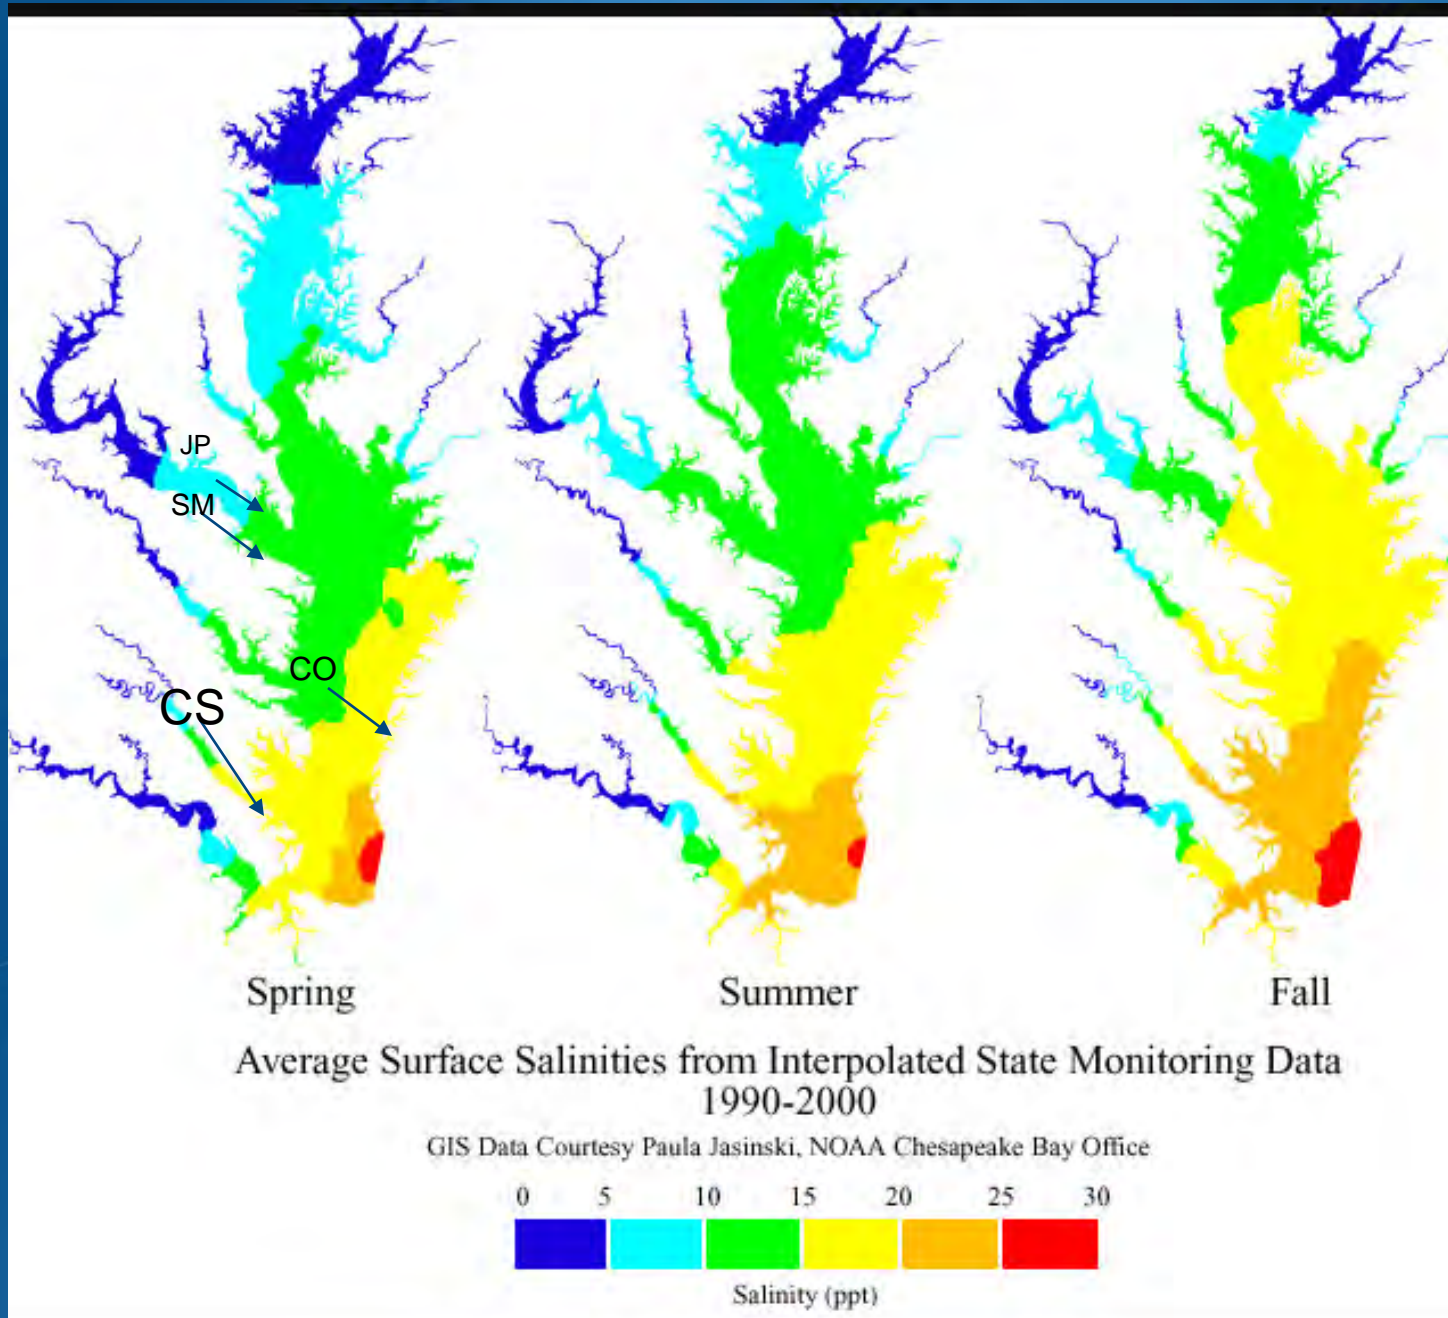 JP
SM
CO
CS
Spring Summer Fall
Average Surface Salinities from Interpolated State Monitoring Data
1990-2000
GIS Data Courtesy Paula Jasinski, NOAA Chesapeake Bay Office
0 5 10 15 20 25 30
Salinity (ppt)